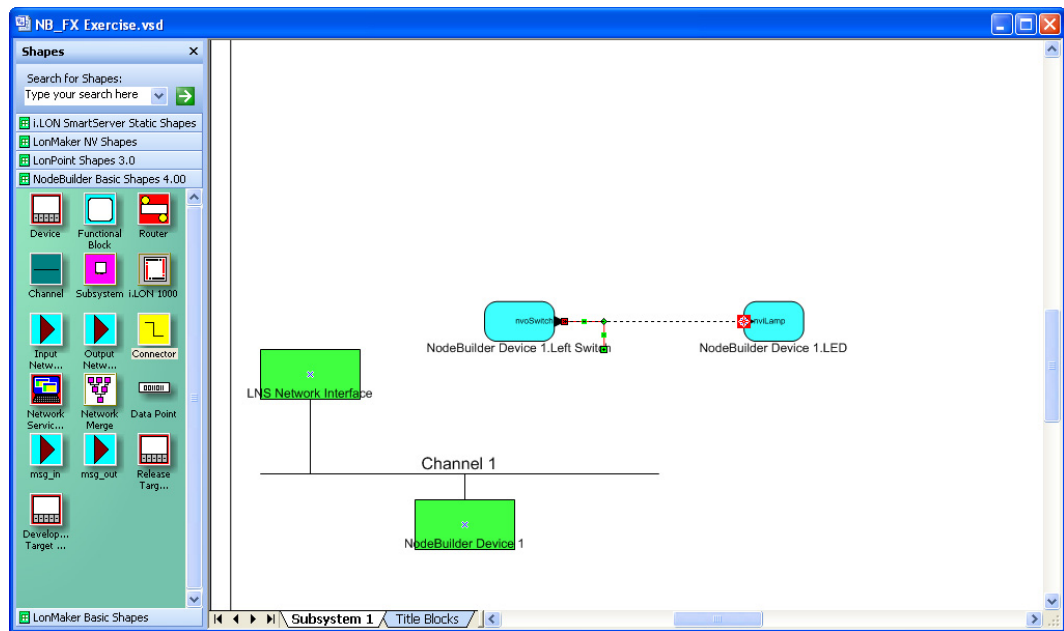 NB_FX Exercise.vsd
Shapes
Search for Shapes:
Type your search here
i.LON SmartServer Static Shapes
LonMaker NV Shapes
LonPoint Shapes 3.0
NodeBuilder Basic Shapes 4.00
Device
Functional Block
Router
Channel
Subsystem
i.LON 1000
Input Netw...
Output Netw...
Connector
Network Servic...
Network Merge
Data Point
msg_in
msg_out
Release Targ...
Develop... Target ...
LonMaker Basic Shapes
nvoSwitch
nviLamp
NodeBuilder Device 1.Left Switch
NodeBuilder Device 1.LED
LNS Network Interface
Channel 1
NodeBuilder Device 1
Subsystem 1
Title Blocks